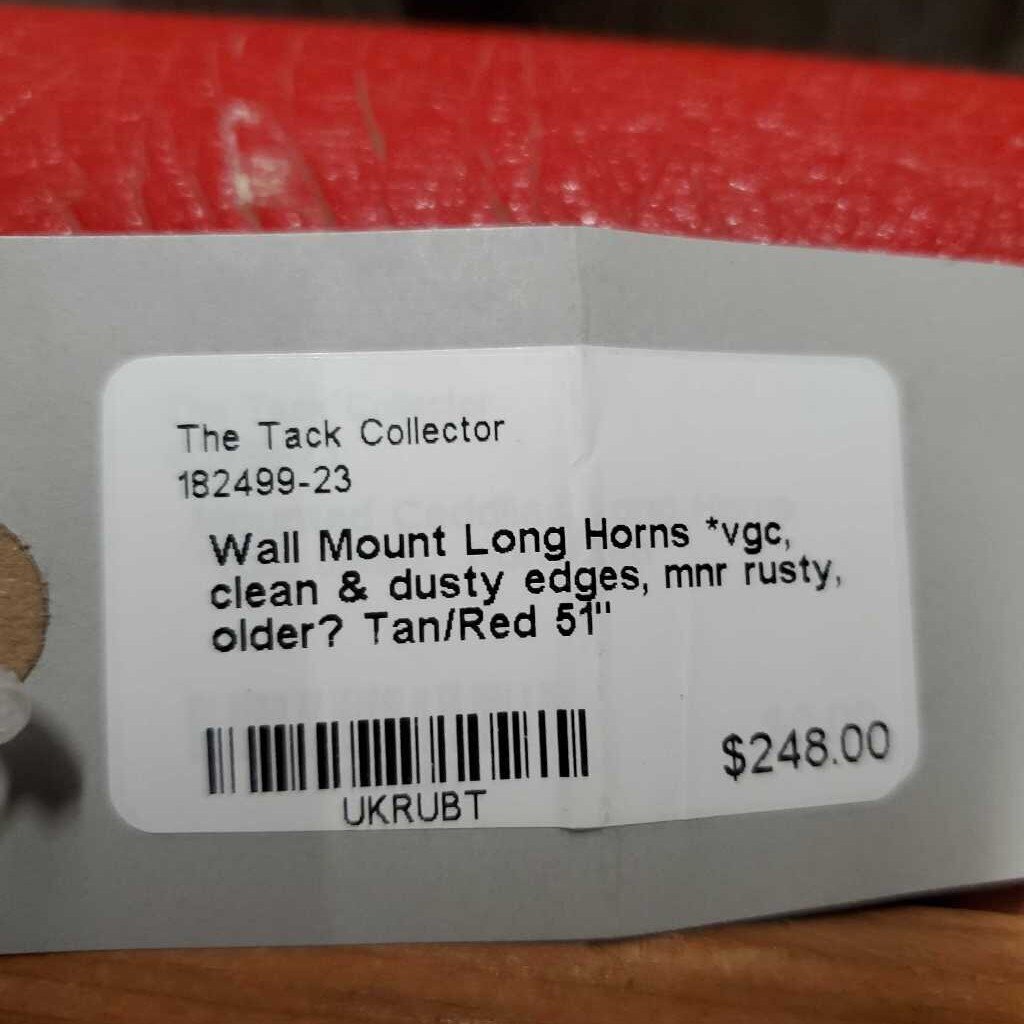 The Tack Collector
182499-23
Wall Mount Long Horns *vgc,
clean & dusty edges, mnr rusty,
older? Tan/Red 51"
UKRUBT
$248.00